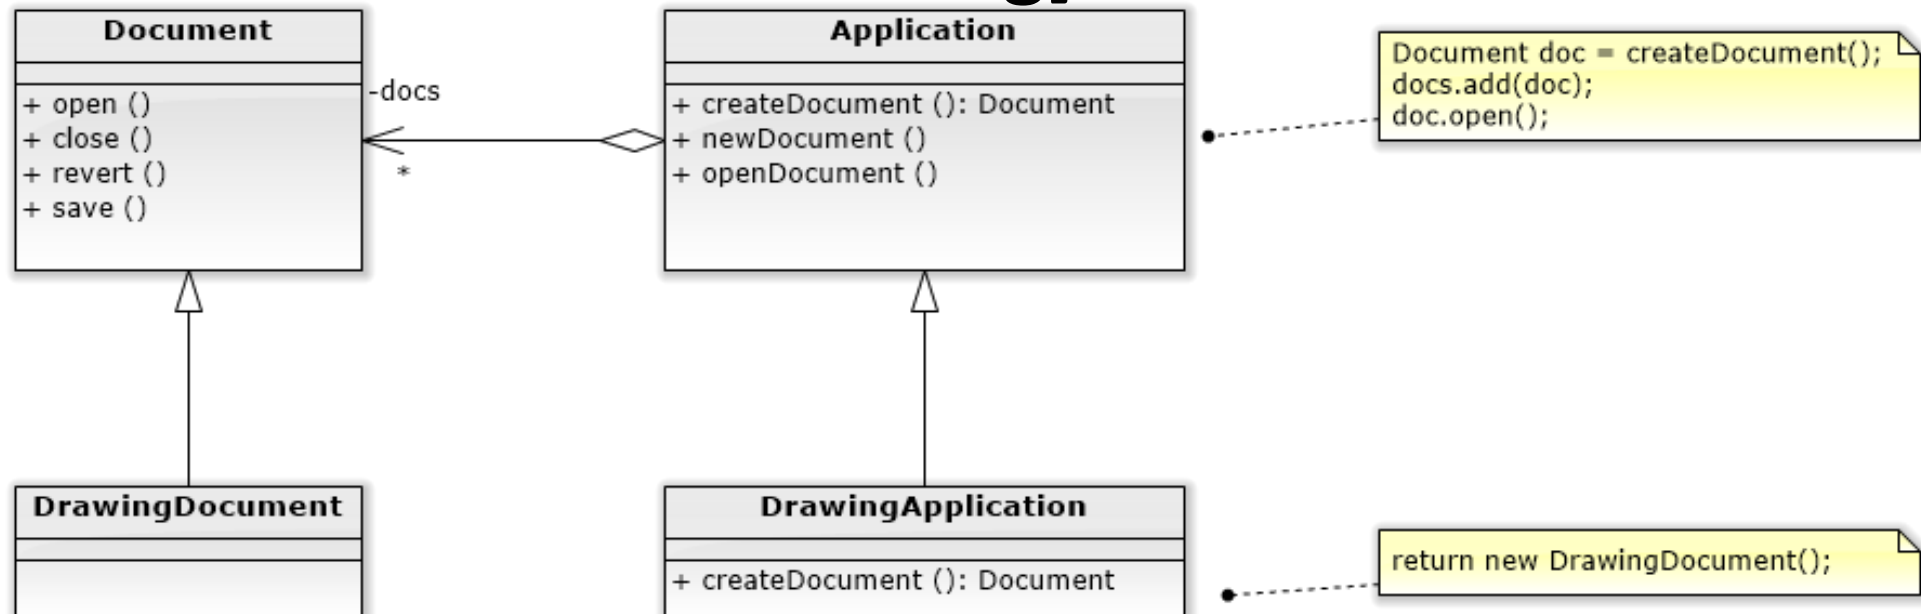 Document
+ open ()
+ close ()
+ revert ()
+ save ()
-docs
*
Application
+ createDocument (): Document
+ newDocument ()
+ openDocument ()
Document doc = createDocument();
docs.add(doc);
doc.open();
DrawingDocument
DrawingApplication
+ createDocument (): Document
return new DrawingDocument();